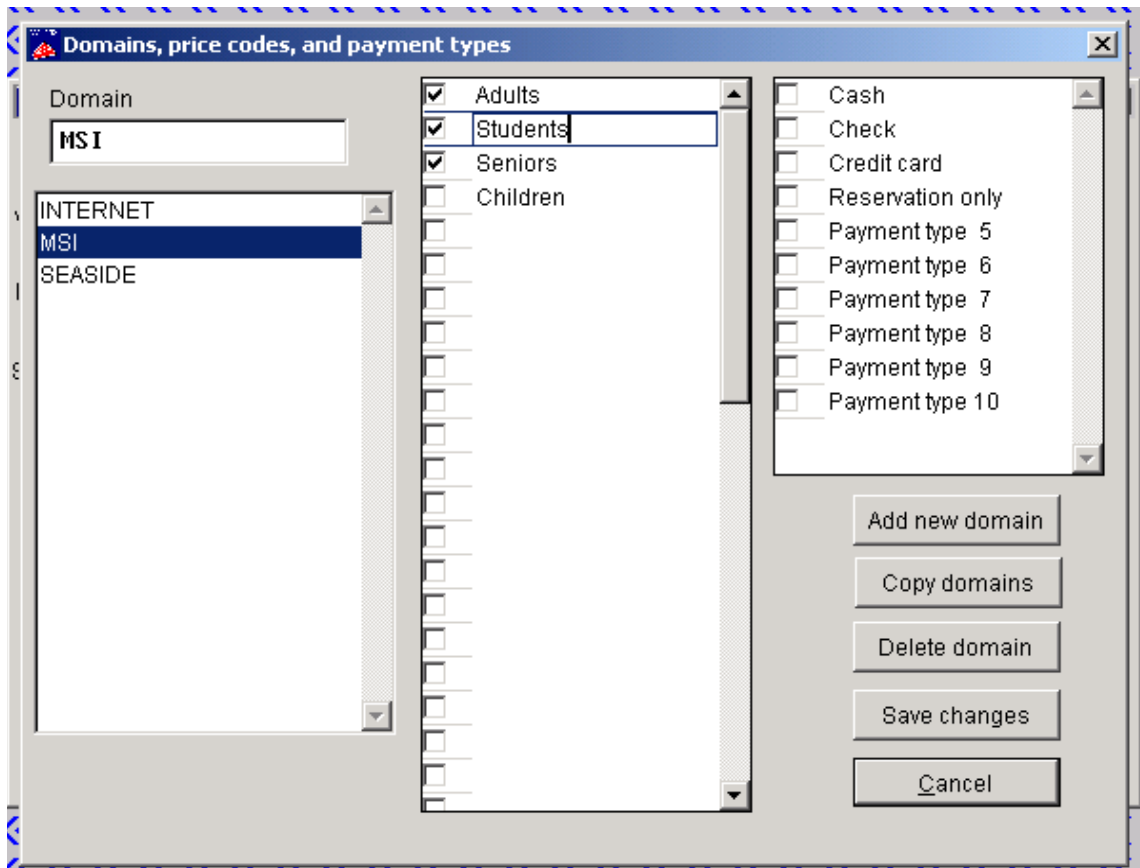 Domains, price codes, and payment types
Domain
MSI
INTERNET
MSI
SEASIDE
Adults
Students
Seniors
Children
Cash
Check
Credit card
Reservation only
Payment type 5
Payment type 6
Payment type 7
Payment type 8
Payment type 9
Payment type 10
Add new domain
Copy domains
Delete domain
Save changes
Cancel